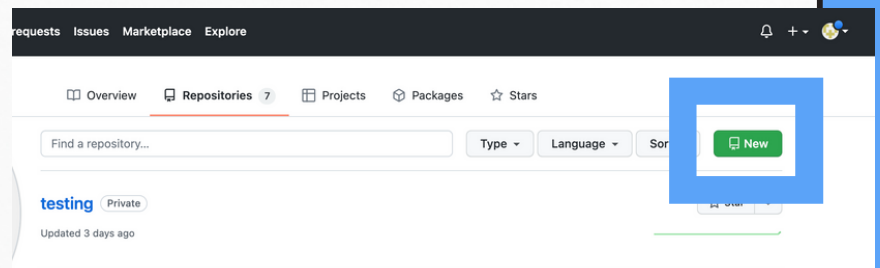 requests Issues Marketplace Explore
Overview Repositories 7 Projects Packages Stars
Find a repository... Type Language New
testing Private
Updated 3 days ago